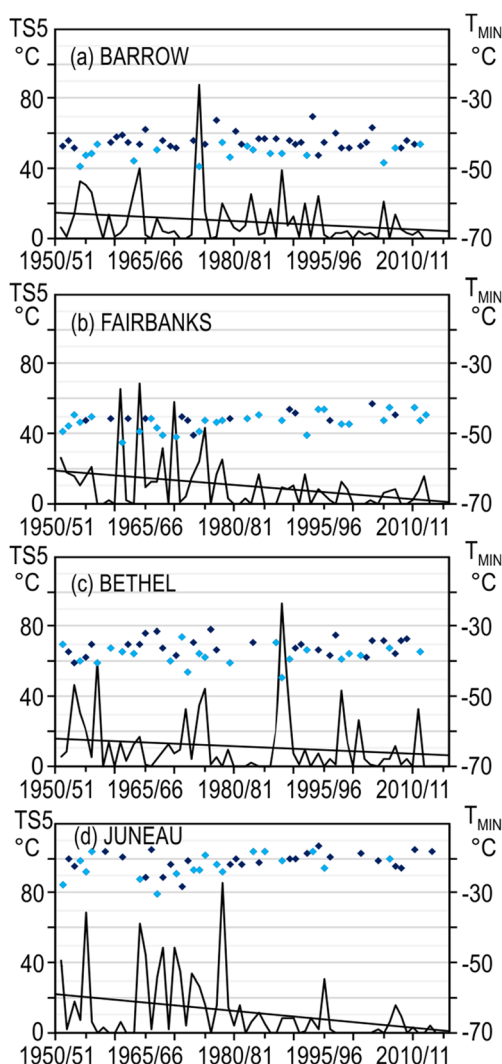 TS5 T_MIN
°C °C
(a) BARROW
80 -30
40 -50
0 -70
1950/51 1965/66 1980/81 1995/96 2010/11
TS5 T_MIN
°C °C
(b) FAIRBANKS
80 -30
40 -50
0 -70
1950/51 1965/66 1980/81 1995/96 2010/11
TS5 T_MIN
°C °C
(c) BETHEL
80 -30
40 -50
0 -70
1950/51 1965/66 1980/81 1995/96 2010/11
TS5 T_MIN
°C (d) JUNEAU °C
80 -30
40 -50
0 -70
1950/51 1965/66 1980/81 1995/96 2010/11